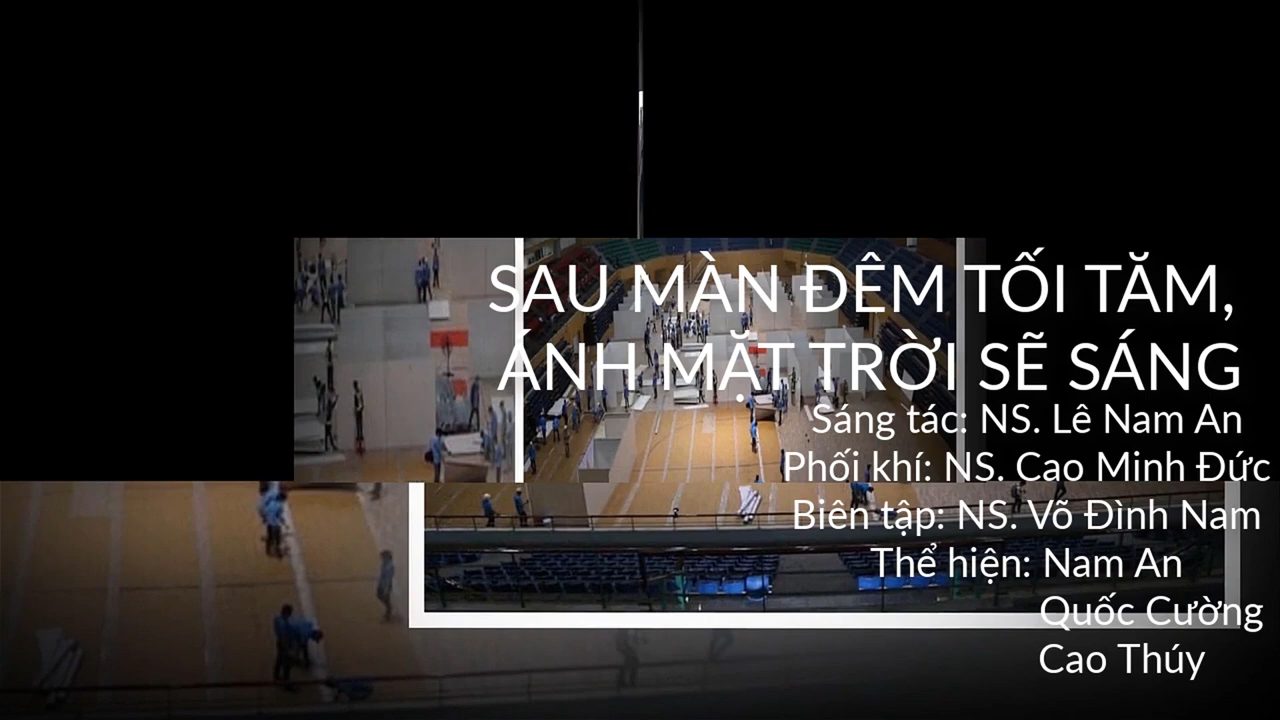 SAU MÀN ĐÊM TỐI TĂM,
ÁNH MẶT TRỜI SẼ SÁNG
Sáng tác: NS. Lê Nam An
Phối khí: NS. Cao Minh Đức
Biên tập: NS. Võ Đình Nam
Thể hiện: Nam An
Quốc Cường
Cao Thúy